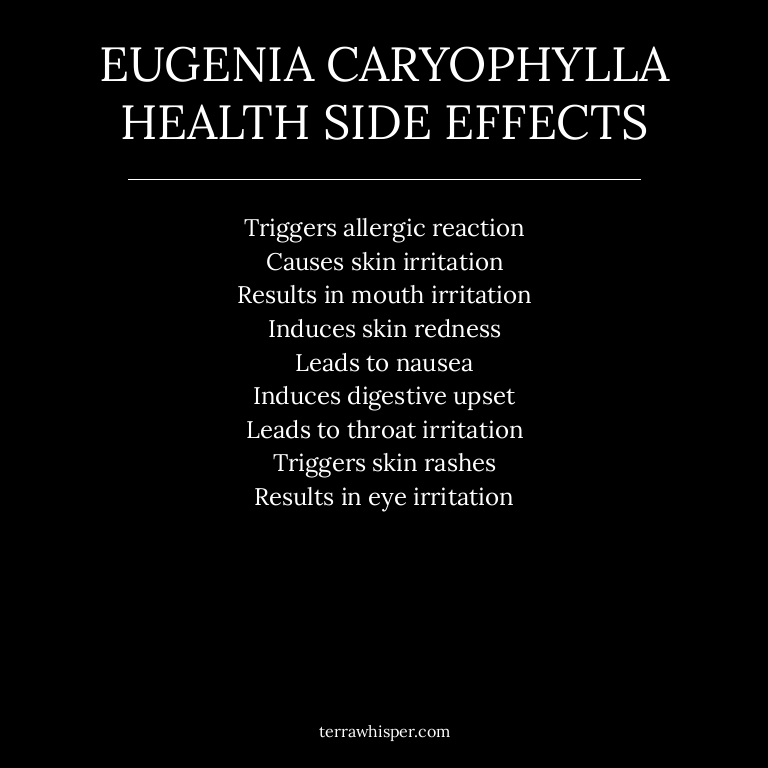 EUGENIA CARYOPHYLLA
HEALTH SIDE EFFECTS
Triggers allergic reaction
Causes skin irritation
Results in mouth irritation
Induces skin redness
Leads to nausea
Induces digestive upset
Leads to throat irritation
Triggers skin rashes
Results in eye irritation
terrawhisper.com